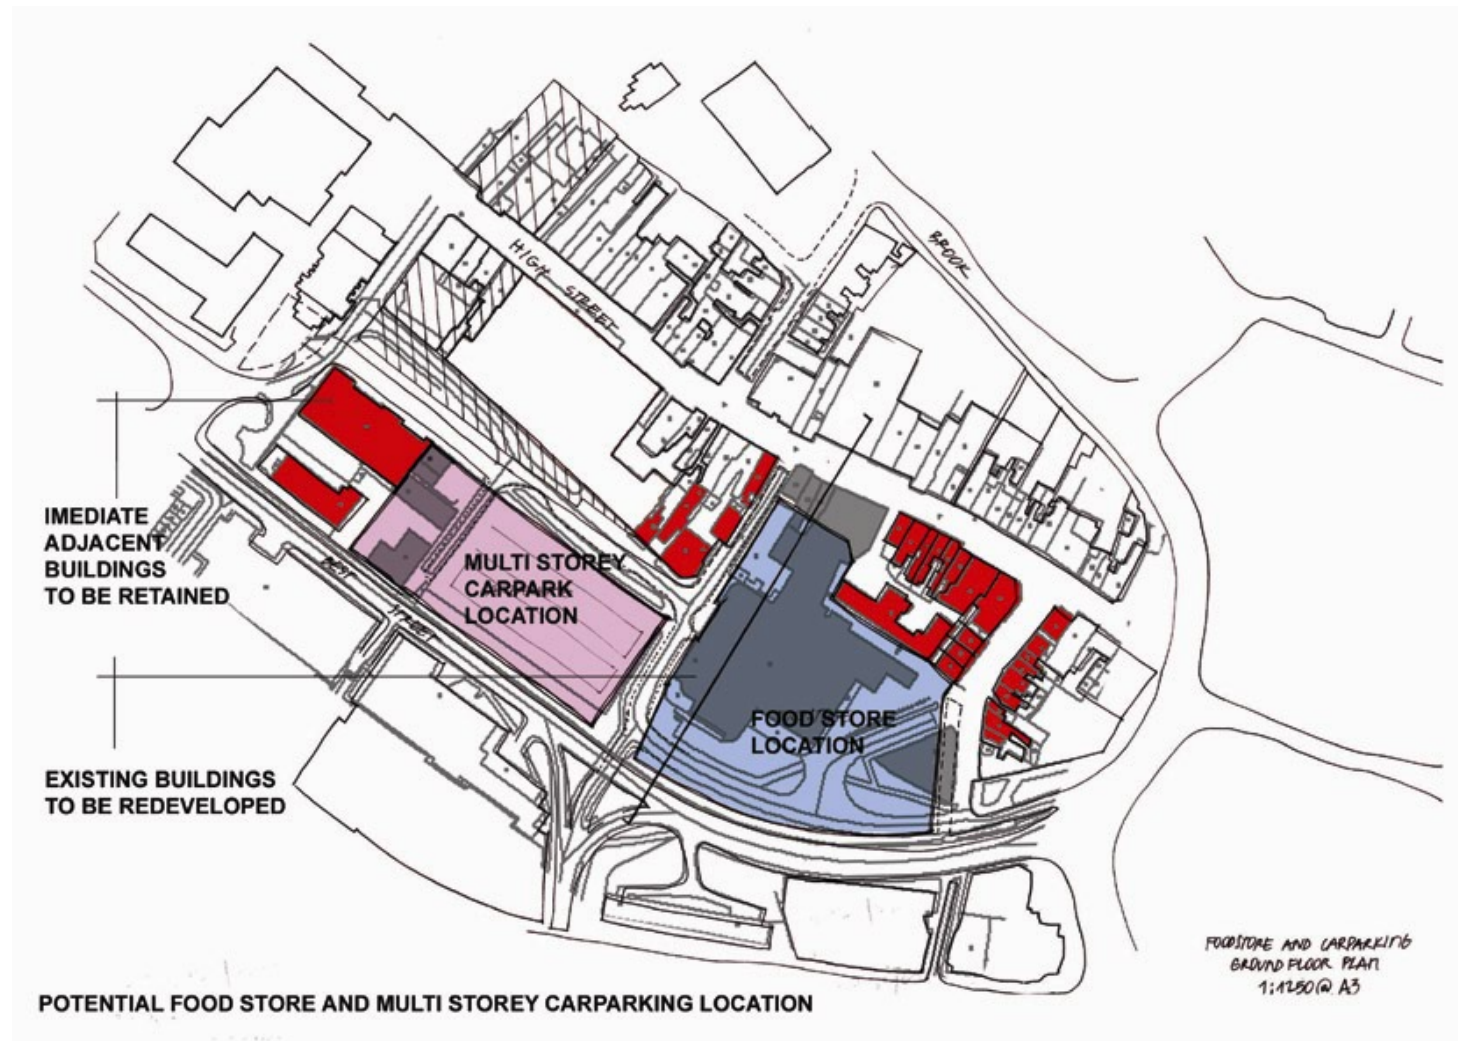 HIGH STREET
BROOK
IMEDIATE
ADJACENT
BUILDINGS
TO BE RETAINED
MULTI STOREY
CARPARK
LOCATION
STREET
FOOD STORE
LOCATION
EXISTING BUILDINGS
TO BE REDEVELOPED
FOODSTORE AND CARPARKING
GROUND FLOOR PLAN
1:1250@ A3
POTENTIAL FOOD STORE AND MULTI STOREY CARPARKING LOCATION